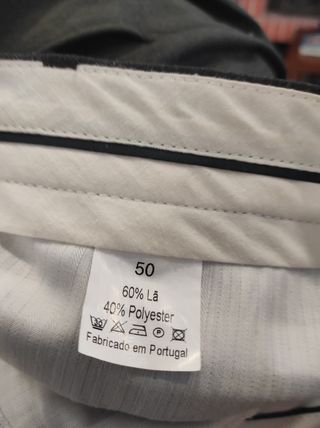 50
60% Lã
40% Polyester
Fabricado em Portugal